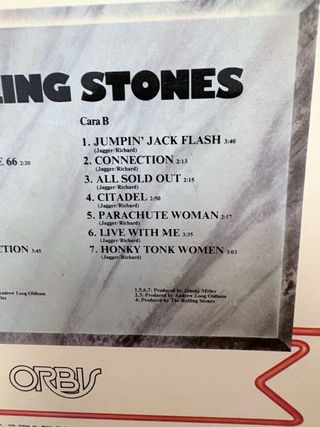 LING STONES
Cara B
1. JUMPIN' JACK FLASH 3:40
(Jagger/Richard)
E 66 2:20
2. CONNECTION 2:13
(Jagger/Richard)
3. ALL SOLD OUT 2:15
(Jagger/Richard)
4. CITADEL 2:50
(Jagger/Richard)
5. PARACHUTE WOMAN 2:17
(Jagger/Richard)
6. LIVE WITH ME 3:35
(Jagger/Richard)
CTION 3:45
7. HONKY TONK WOMEN 3:03
(Jagger/Richard)
Andrew Loog Oldham
1,5,6,7: Produced by Jimmy Miller
2,3: Produced by Andrew Loog Oldham
4: Produced by The Rolling Stones
ORBIS